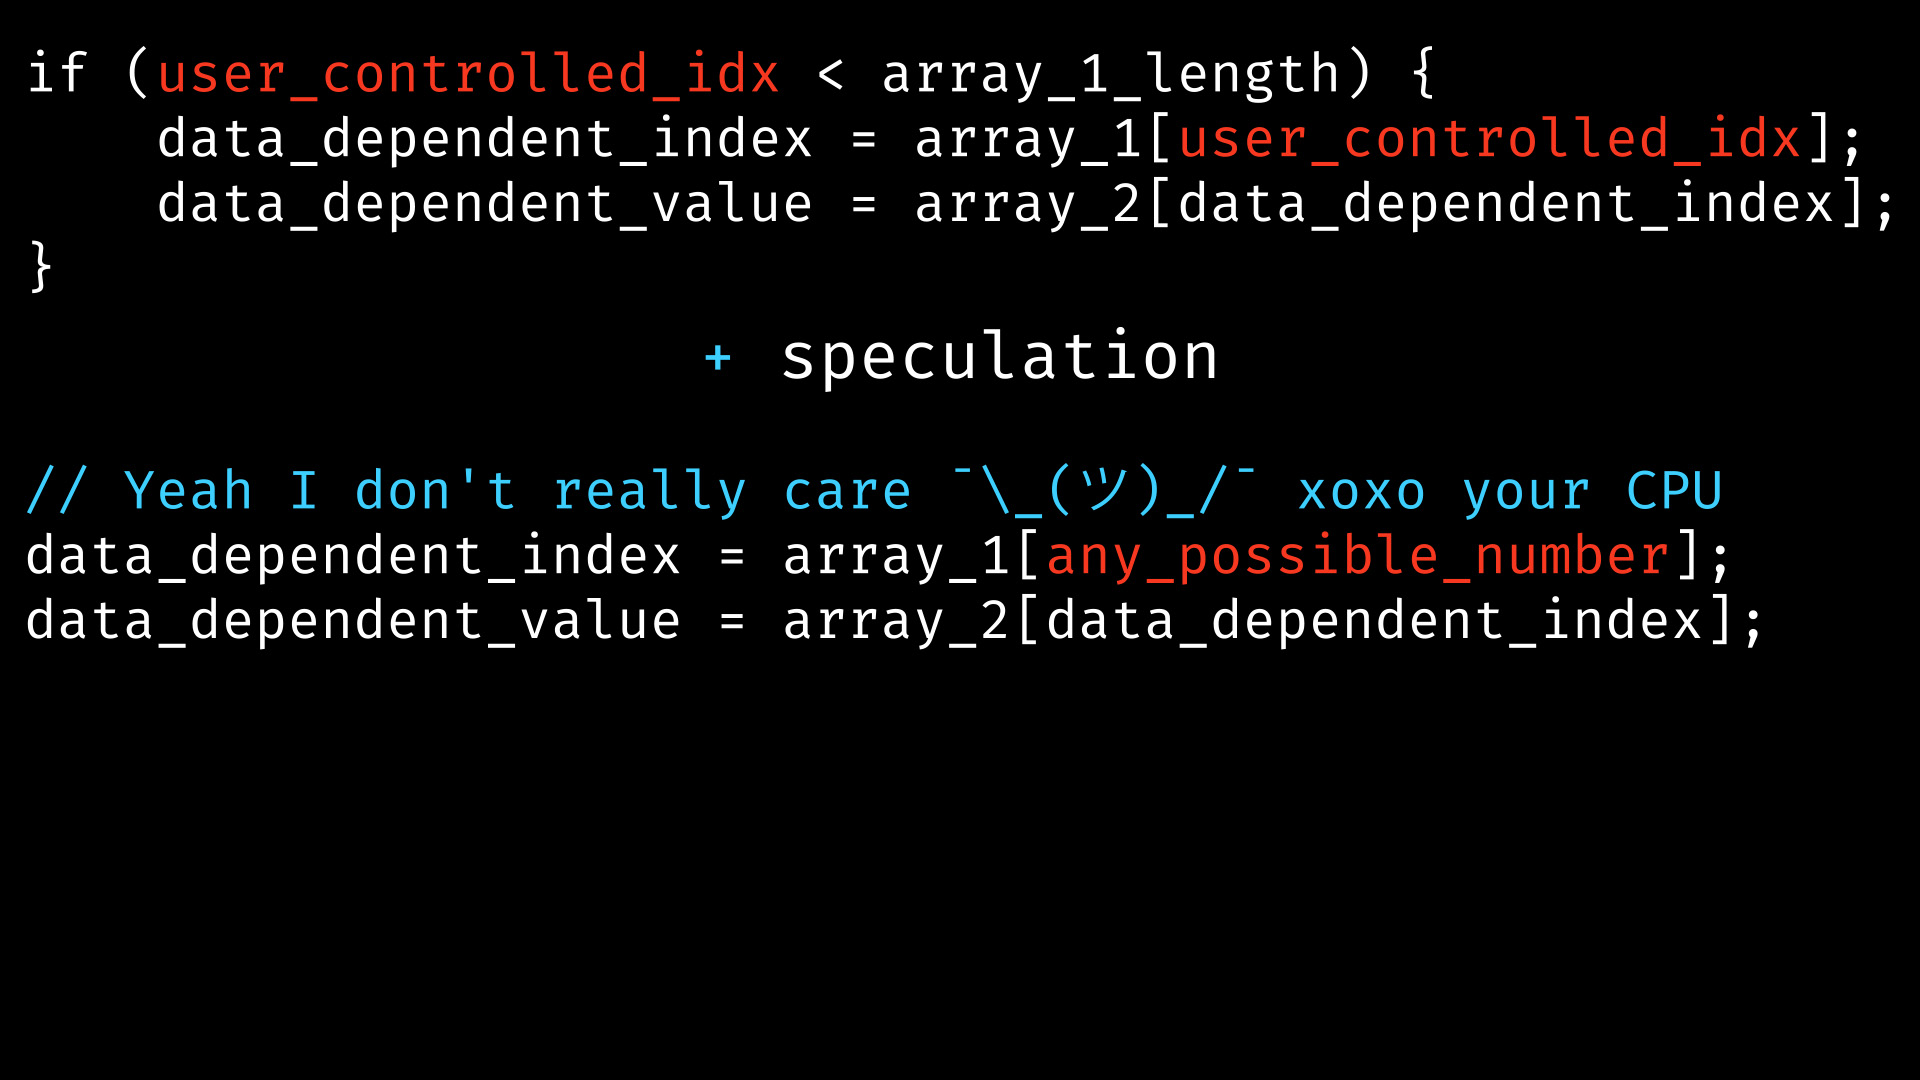 if (user_controlled_idx < array_1_length) {
    data_dependent_index = array_1[user_controlled_idx];
    data_dependent_value = array_2[data_dependent_index];
}
+ speculation
// Yeah I don't really care ¯\_(ツ)_/¯ xoxo your CPU
data_dependent_index = array_1[any_possible_number];
data_dependent_value = array_2[data_dependent_index];